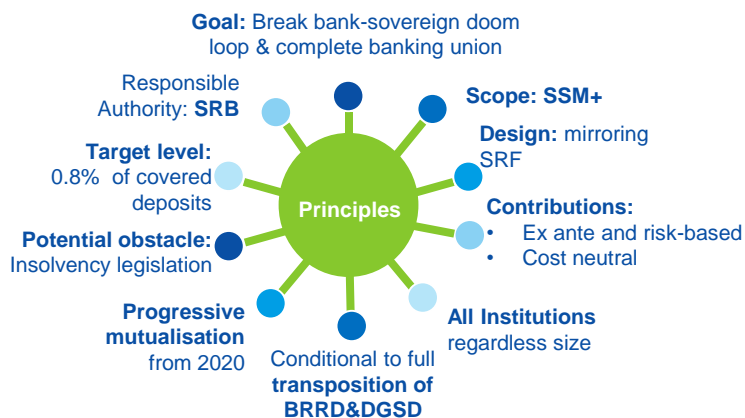 Goal: Break bank-sovereign doom
loop & complete banking union
Responsible
Authority: SRB
Scope: SSM+
Design: mirroring
SRF
Target level:
0.8% of covered
deposits
Principles
Contributions:
• Ex ante and risk-based
• Cost neutral
Potential obstacle:
Insolvency legislation
Progressive
mutualisation
from 2020
All Institutions
regardless size
Conditional to full
transposition of
BRRD&DGSD